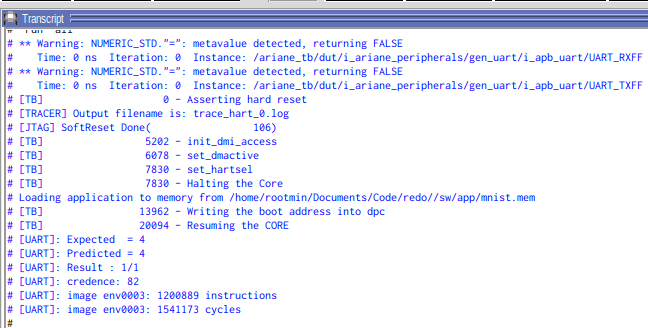 Transcript
# run -all
# ** Warning: NUMERIC_STD."=": metavalue detected, returning FALSE
#    Time: 0 ns  Iteration: 0  Instance: /ariane_tb/dut/i_ariane_peripherals/gen_uart/i_apb_uart/UART_RXFF
# ** Warning: NUMERIC_STD."=": metavalue detected, returning FALSE
#    Time: 0 ns  Iteration: 0  Instance: /ariane_tb/dut/i_ariane_peripherals/gen_uart/i_apb_uart/UART_TXFF
# [TB]                    0 - Asserting hard reset
# [TRACER] Output filename is: trace_hart_0.log
# [JTAG] SoftReset Done(                 106)
# [TB]                 5202 - init_dmi_access
# [TB]                 6078 - set_dmactive
# [TB]                 7830 - set_hartsel
# [TB]                 7830 - Halting the Core
# Loading application to memory from /home/rootmin/Documents/Code/redo//sw/app/mnist.mem
# [TB]                13962 - Writing the boot address into dpc
# [TB]                20094 - Resuming the CORE
# [UART]: Expected  = 4
# [UART]: Predicted = 4
# [UART]: Result : 1/1
# [UART]: credence: 82
# [UART]: image env0003: 1200889 instructions
# [UART]: image env0003: 1541173 cycles
#